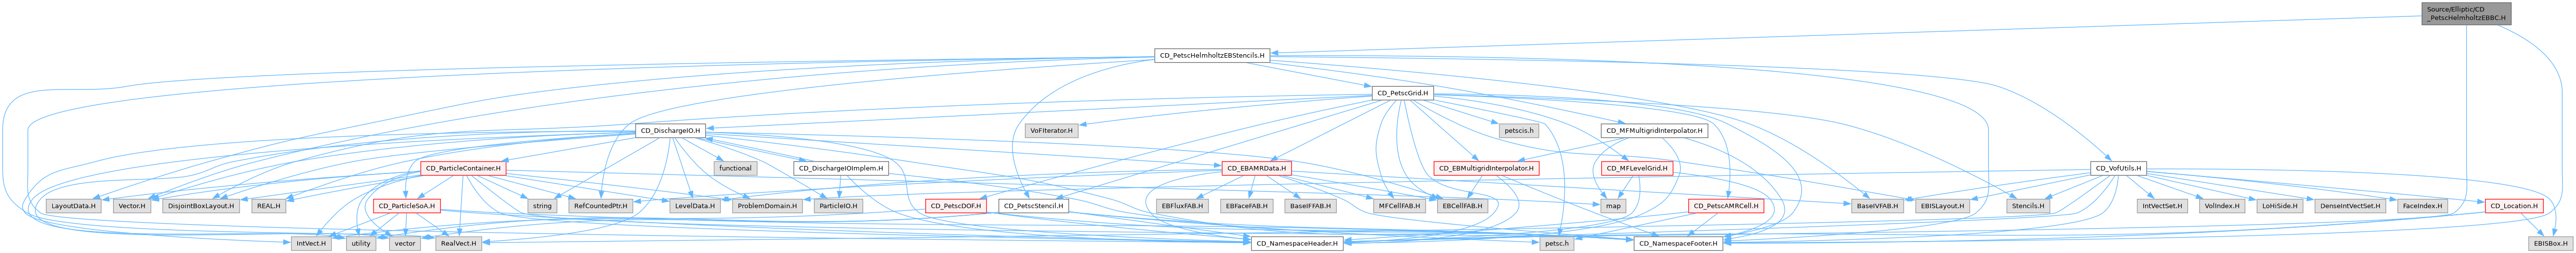 Source/Elliptic/CD
_PetscHelmholtzEBBC.H
CD_PetscHelmholtzEBStencils.H
CD_PetscGrid.H
CD_DischargeIO.H
VoFIterator.H
petscis.h
CD_MFMultigridInterpolator.H
CD_ParticleContainer.H
functional
CD_DischargeIOImplem.H
CD_EBAMRData.H
CD_EBMultigridInterpolator.H
CD_MFLevelGrid.H
CD_VofUtils.H
LayoutData.H
Vector.H
DisjointBoxLayout.H
REAL.H
CD_ParticleSoA.H
string
RefCountedPtr.H
LevelData.H
ProblemDomain.H
ParticleIO.H
CD_PetscDOF.H
CD_PetscStencil.H
EBFluxFAB.H
EBFaceFAB.H
BaseIFFAB.H
MFCellFAB.H
EBCellFAB.H
map
CD_PetscAMRCell.H
BaseIVFAB.H
EBISLayout.H
Stencils.H
IntVectSet.H
VolIndex.H
LoHiSide.H
DenseIntVectSet.H
FaceIndex.H
CD_Location.H
IntVect.H
utility
vector
RealVect.H
CD_NamespaceHeader.H
petsc.h
CD_NamespaceFooter.H
EBISBox.H